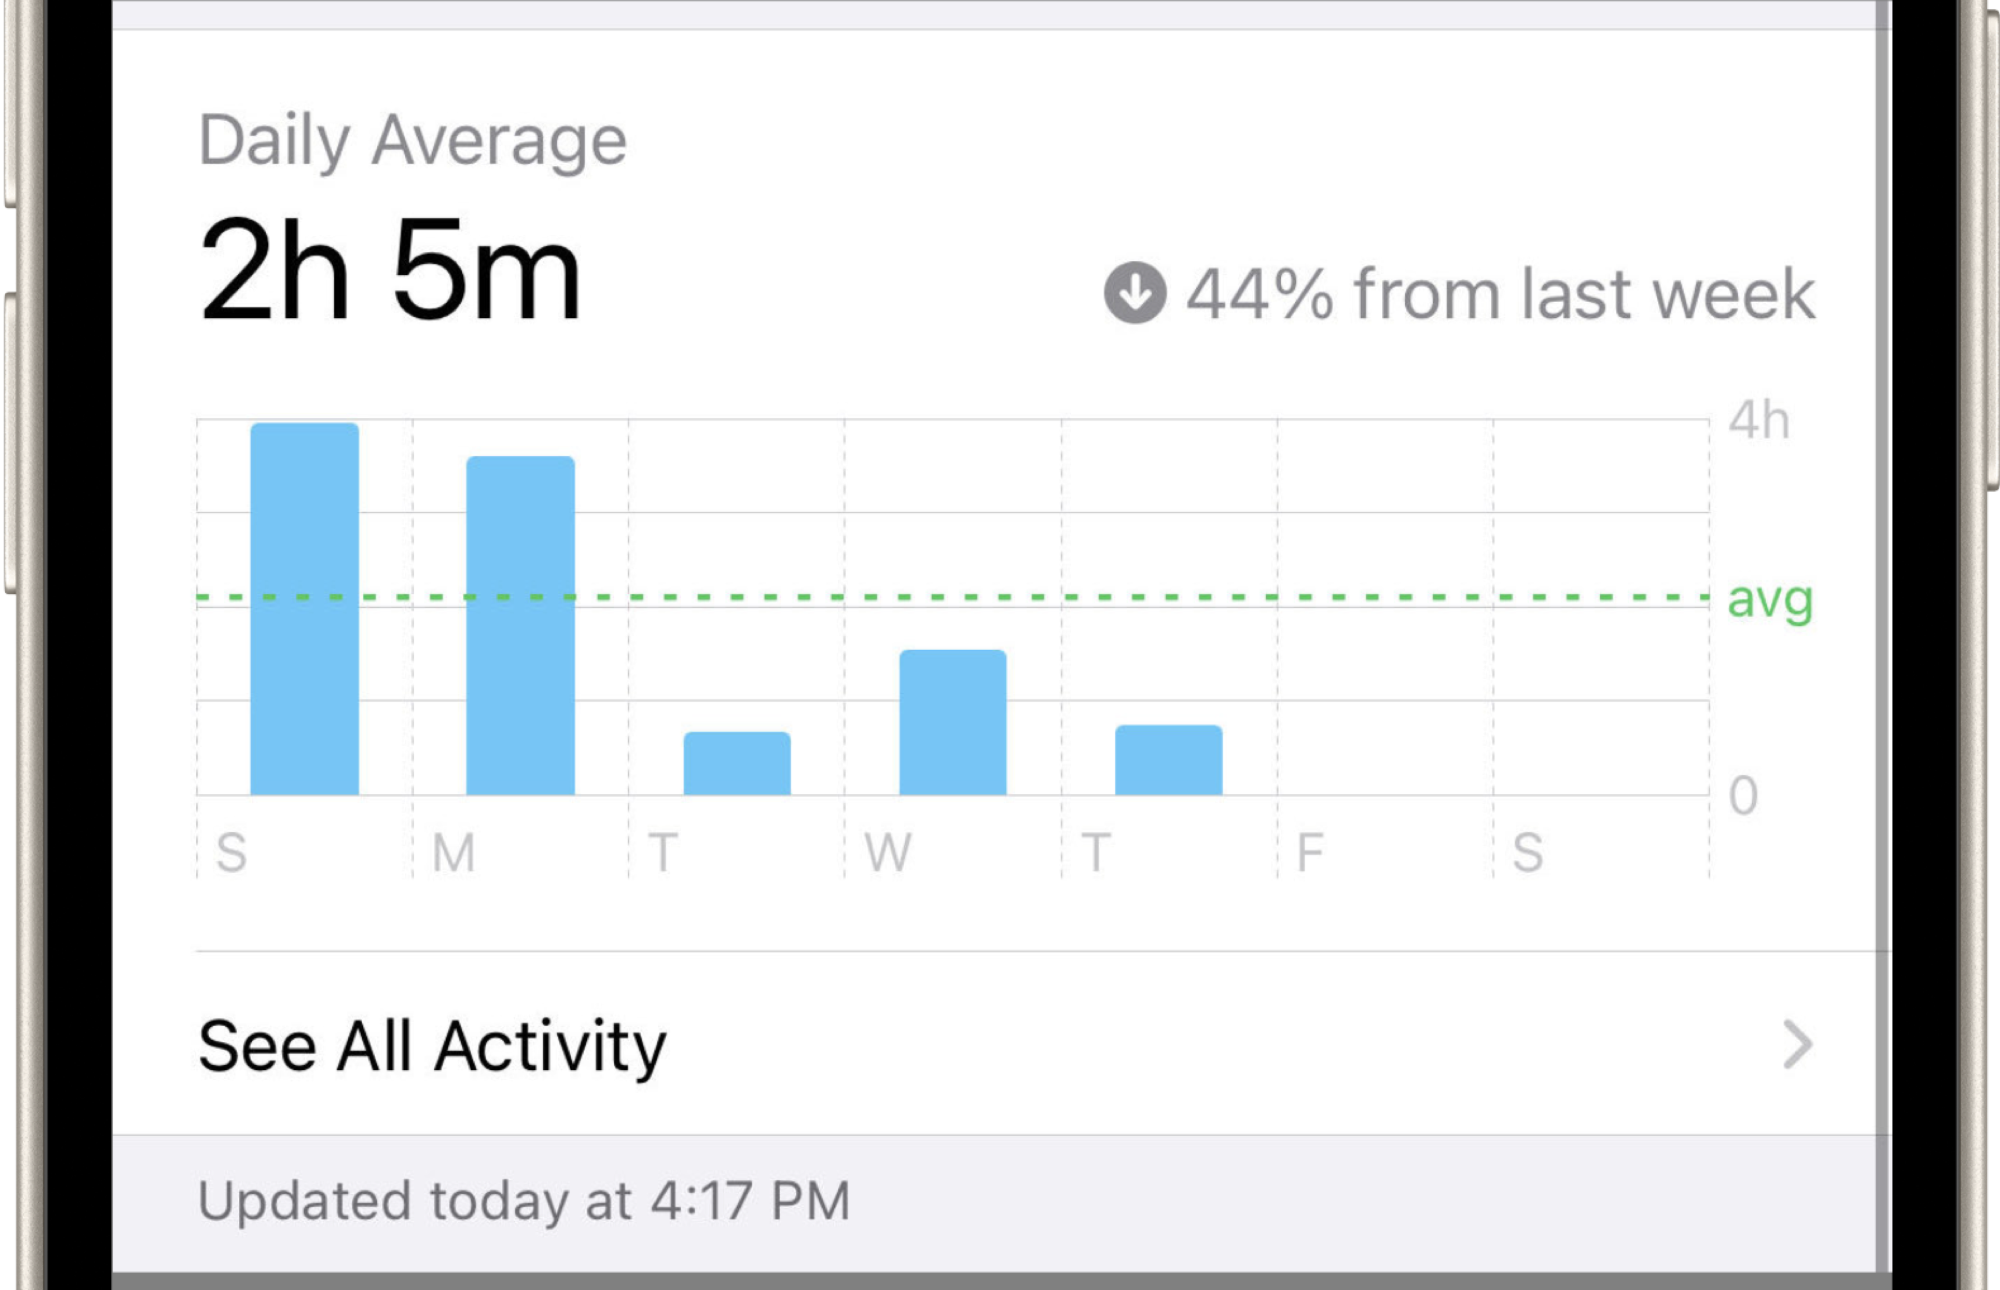 Daily Average
2h 5m
44% from last week
4h
avg
0
S M T W T F S
See All Activity
Updated today at 4:17 PM